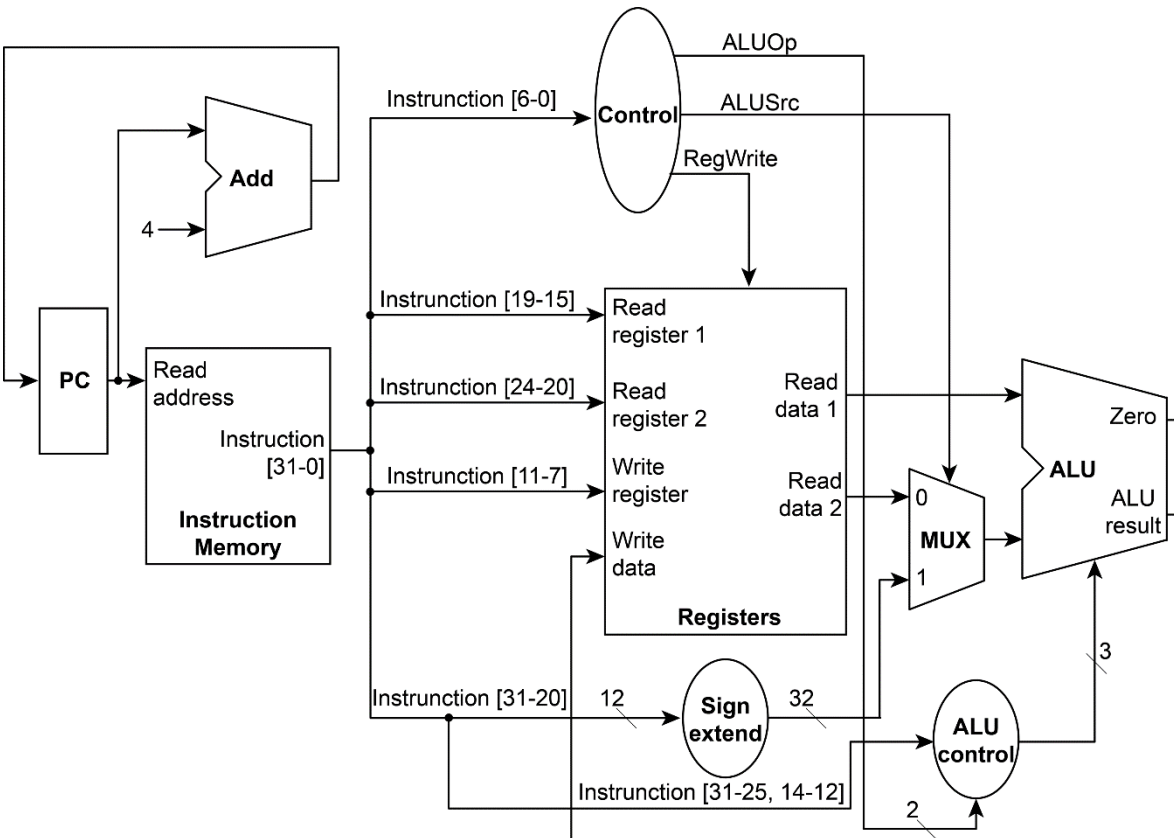 ALUOp
Instrunction [6-0]
ALUSrc
Control
RegWrite
Add
4
Instrunction [19-15]
Read
register 1
PC
Read
address
Instrunction [24-20]
Read
register 2
Read
data 1
Zero
Instruction
[31-0]
Instrunction [11-7]
Write
register
Read
data 2
0
ALU
ALU
result
Instruction
Memory
Write
data
MUX
1
Registers
3
Instrunction [31-20]
12
Sign
extend
32
ALU
control
Instrunction [31-25, 14-12]
2